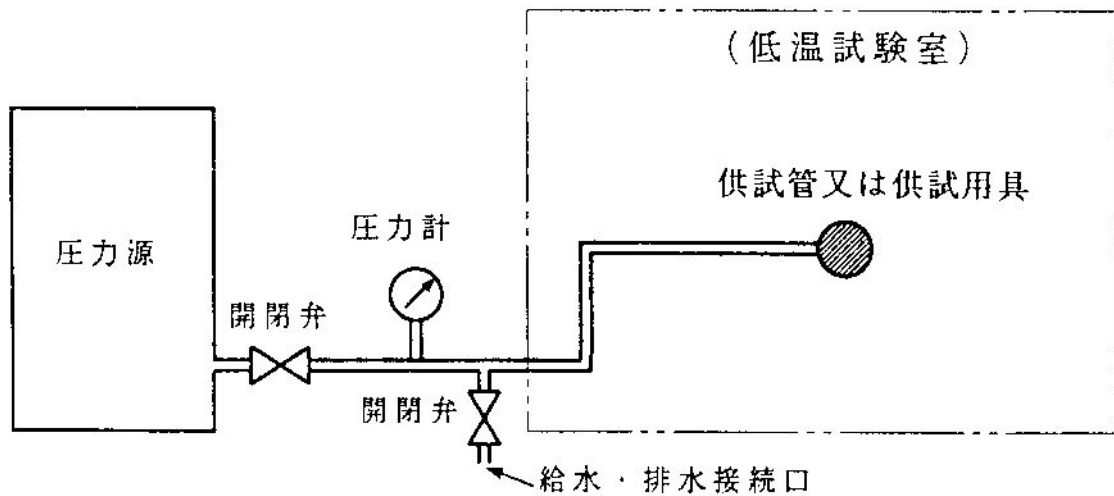 (低温試験室)
供試管又は供試用具
圧力計
圧力源
開閉弁
開閉弁
給水・排水接続口